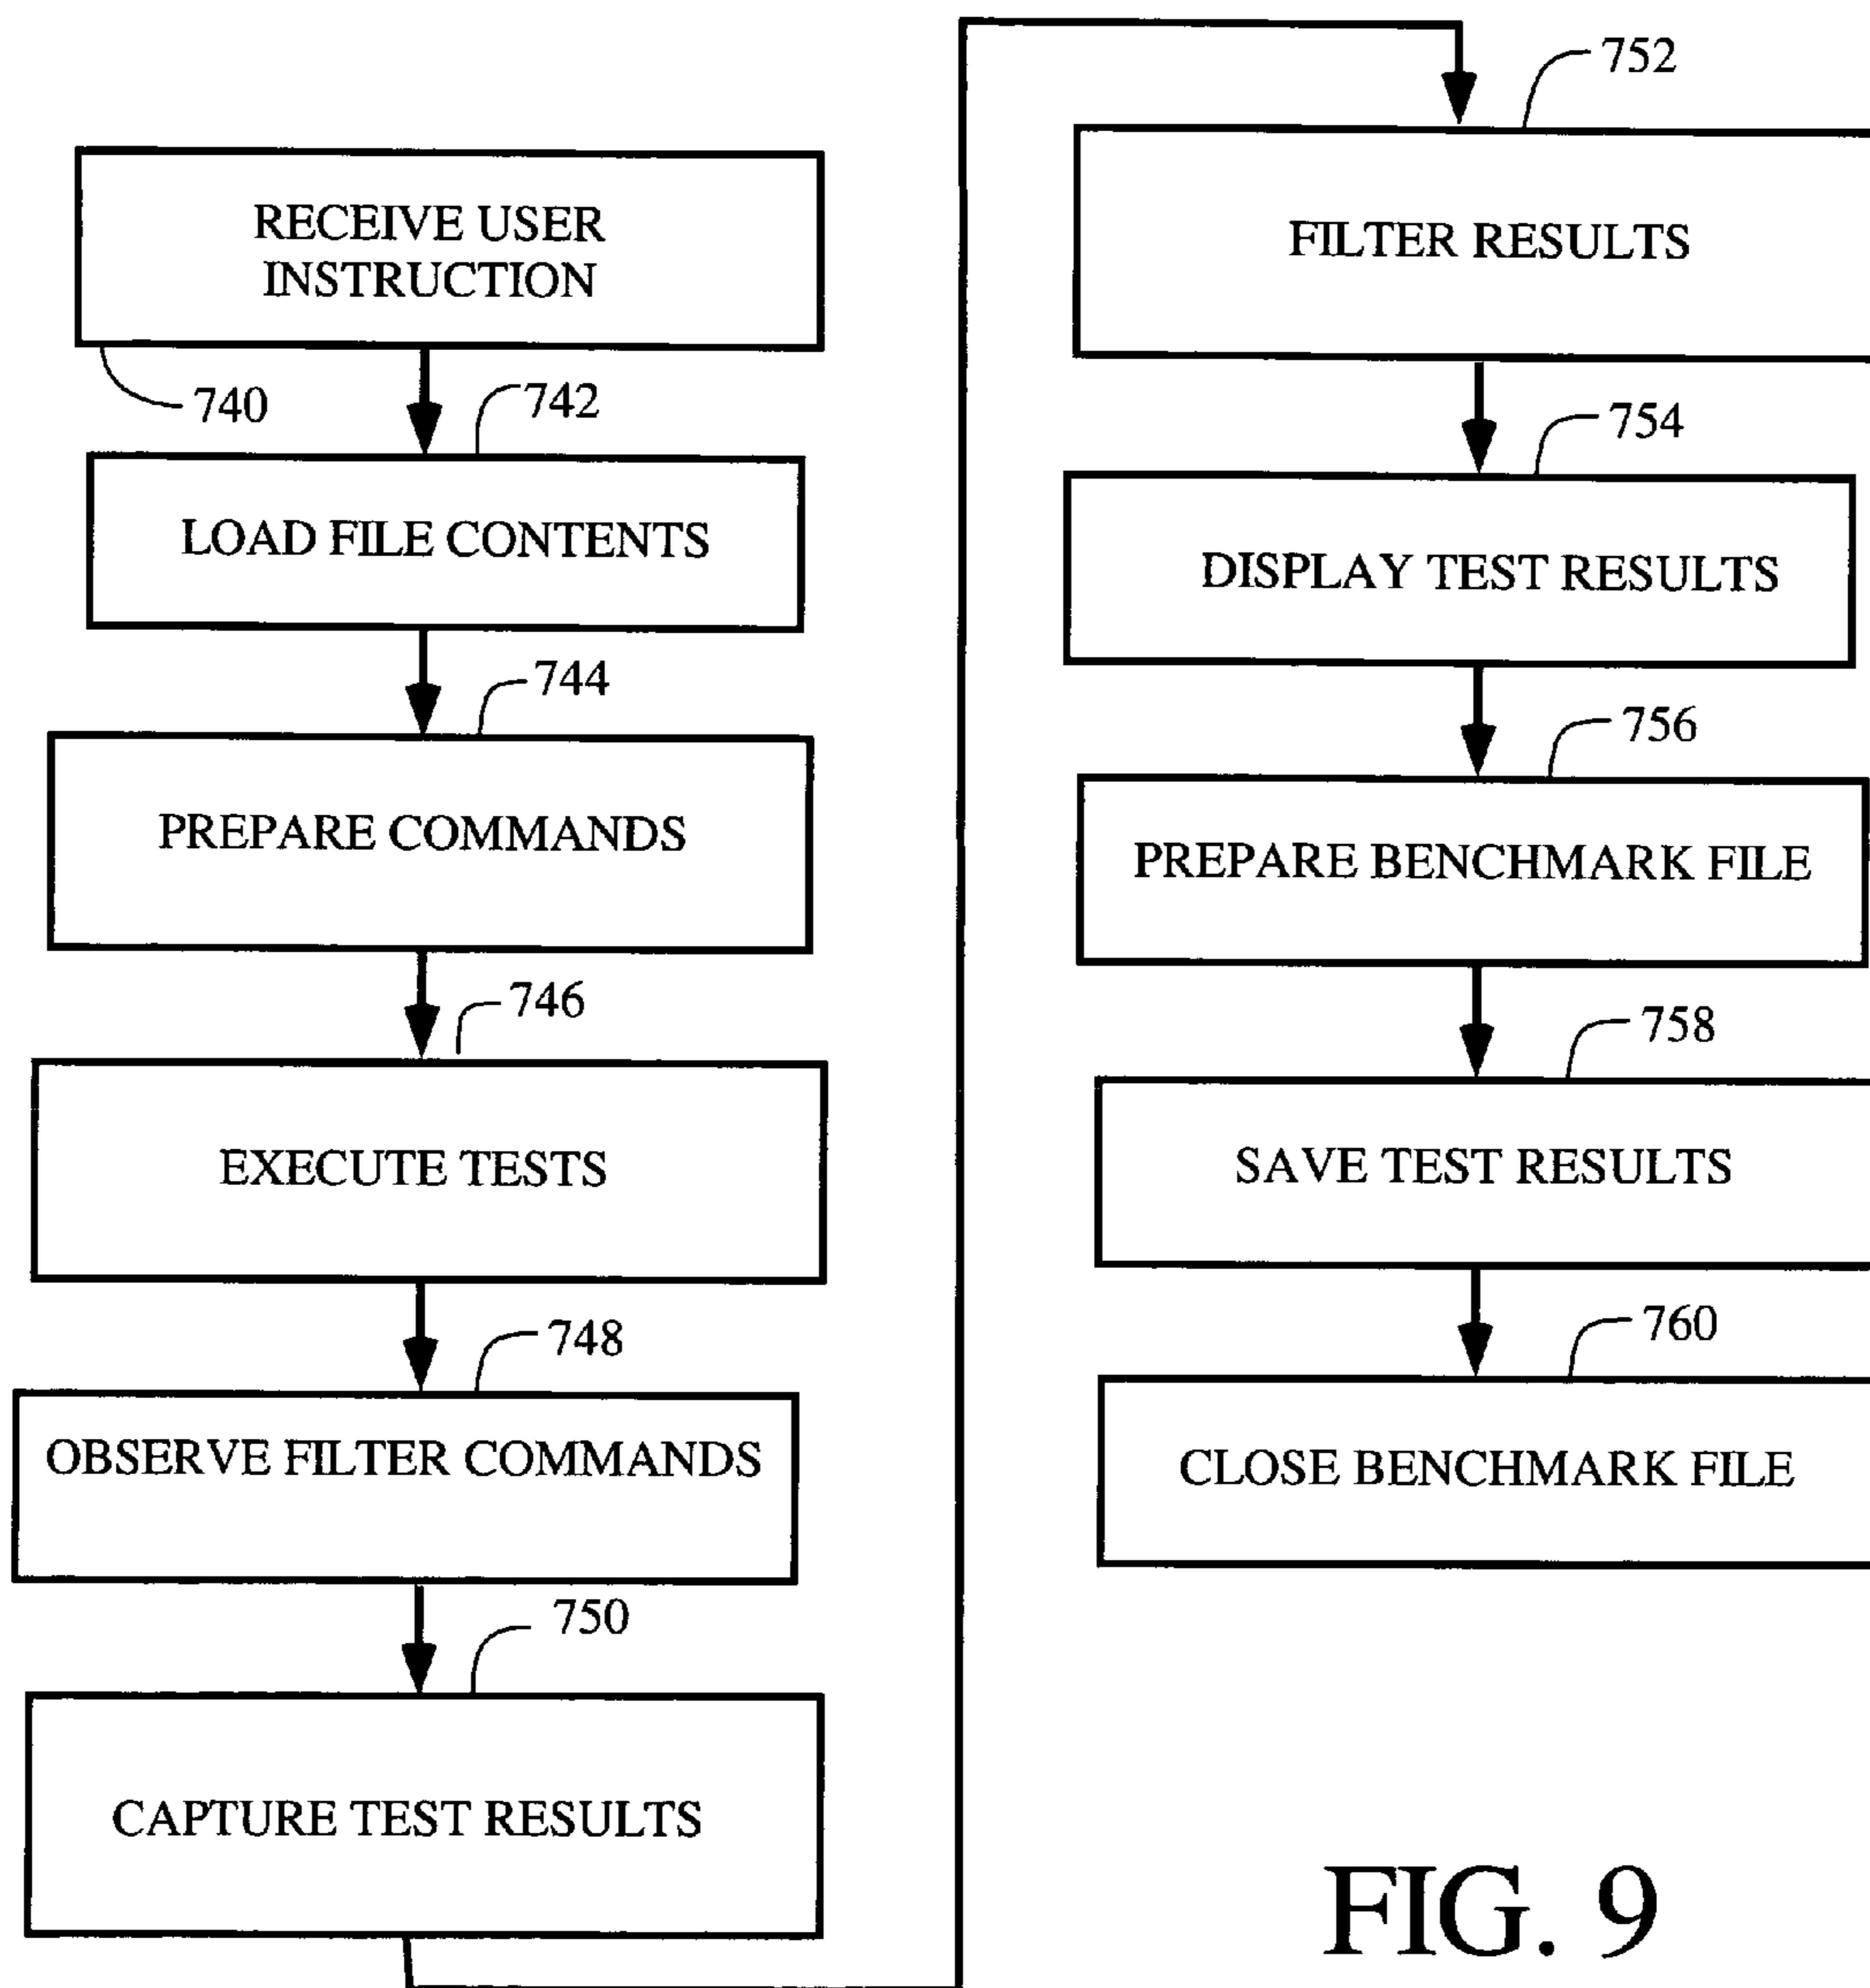 RECEIVE USER
INSTRUCTION
740
742
LOAD FILE CONTENTS
744
PREPARE COMMANDS
746
EXECUTE TESTS
748
OBSERVE FILTER COMMANDS
750
CAPTURE TEST RESULTS
752
FILTER RESULTS
754
DISPLAY TEST RESULTS
756
PREPARE BENCHMARK FILE
758
SAVE TEST RESULTS
760
CLOSE BENCHMARK FILE
FIG. 9